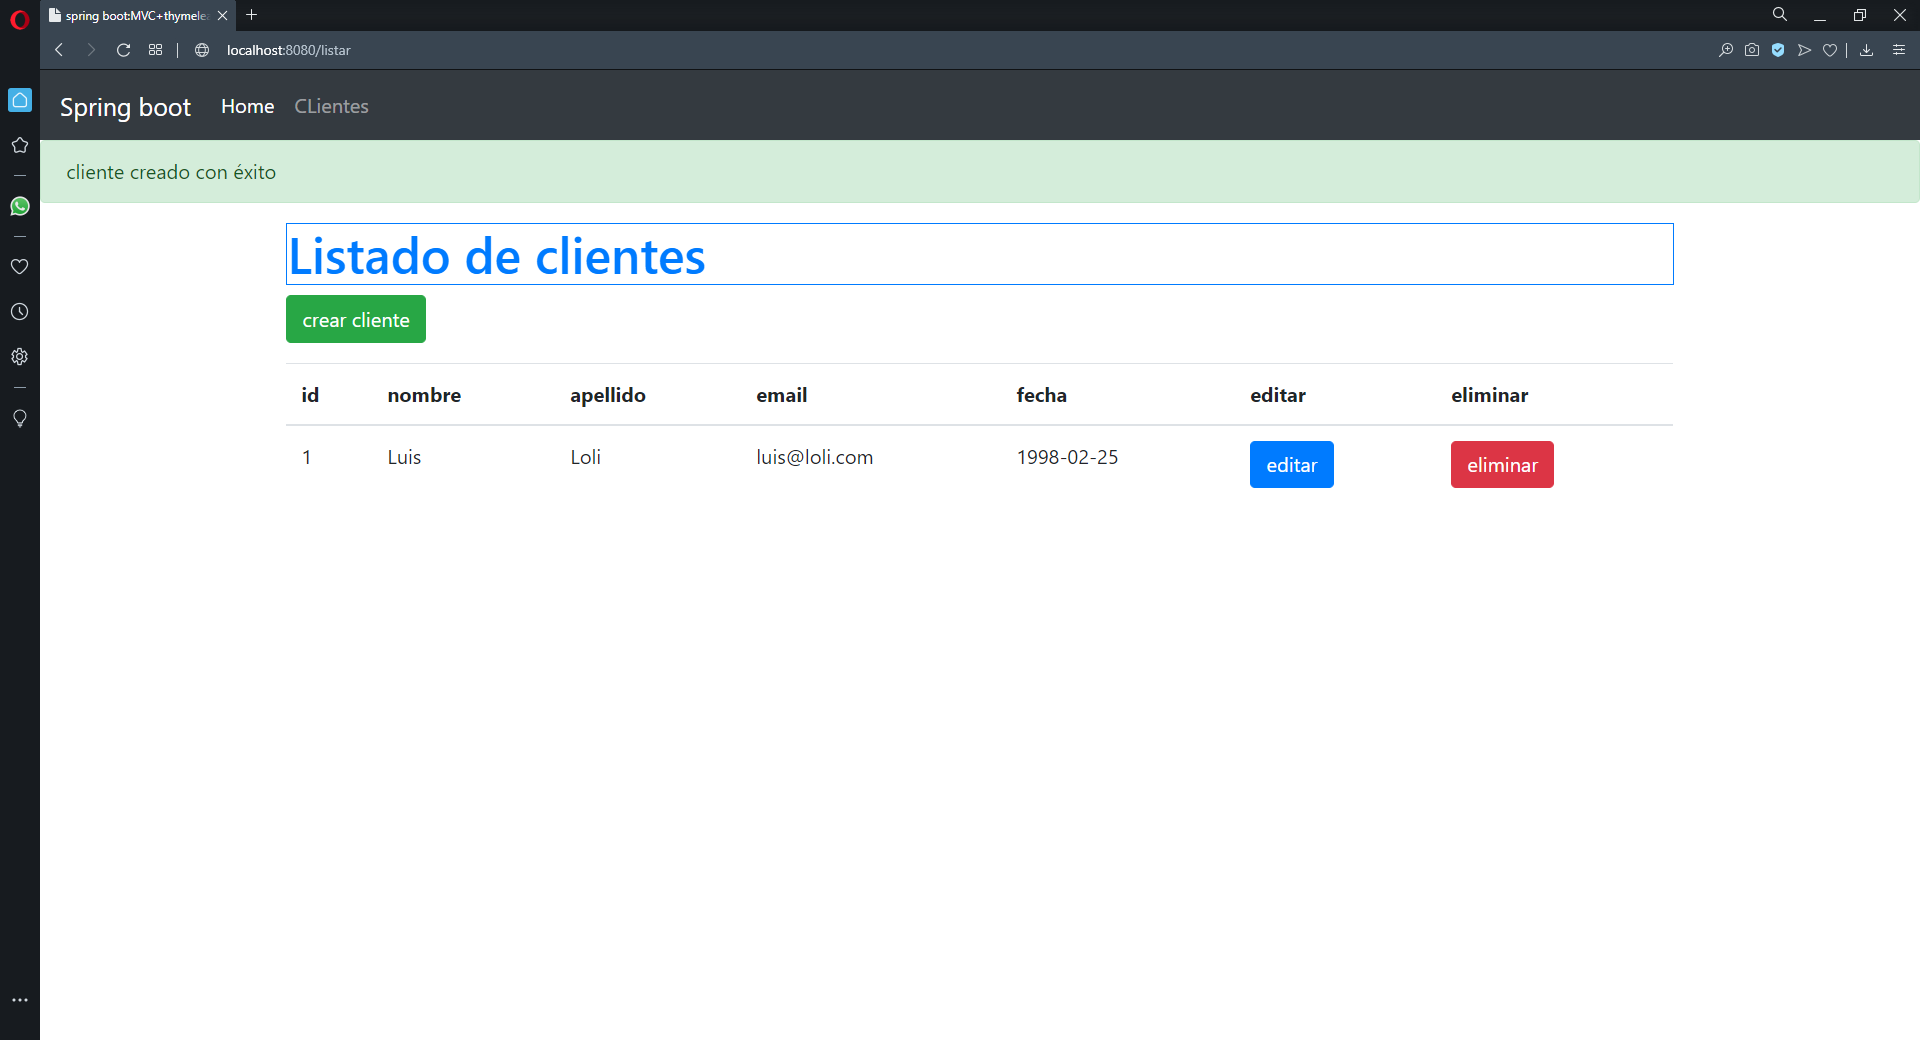 spring boot:MVC+thymelea
localhost:8080/listar
Spring boot Home CLientes
cliente creado con éxito
Listado de clientes
crear cliente
id nombre apellido email fecha editar eliminar
1 Luis Loli luis@loli.com 1998-02-25 editar eliminar